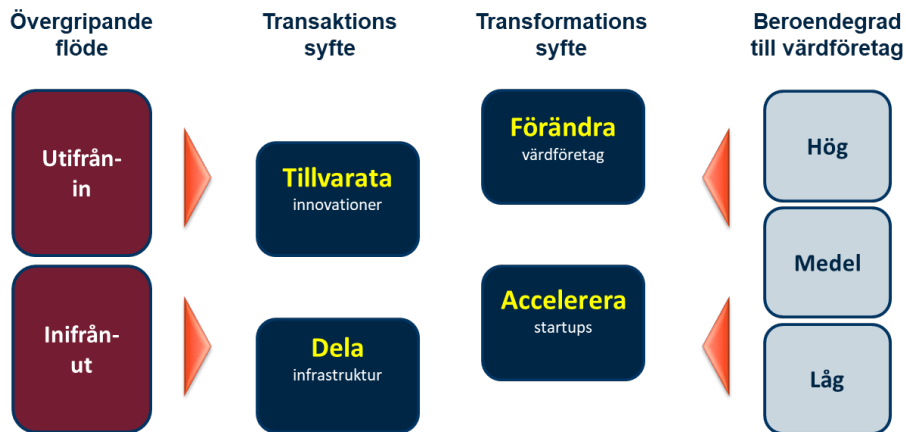 Övergripande
flöde
Transaktions
syfte
Transformations
syfte
Beroendegrad
till värdföretag
Utifrån-
in
Inifrån-
ut
Tillvarata
innovationer
Dela
infrastruktur
Förändra
värdföretag
Accelerera
startups
Hög
Medel
Låg